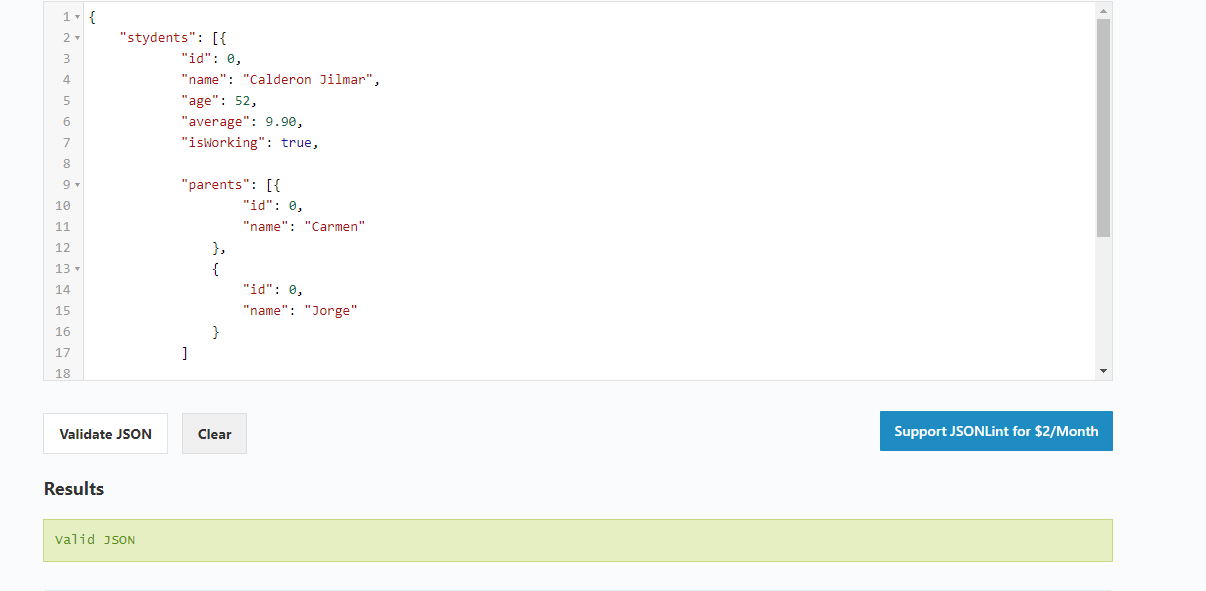 1 {
2 "stydents": [{
3 "id": 0,
4 "name": "Calderon Jilmar",
5 "age": 52,
6 "average": 9.90,
7 "isWorking": true,
8
9 "parents": [{
10 "id": 0,
11 "name": "Carmen"
12 },
13 {
14 "id": 0,
15 "name": "Jorge"
16 }
17 ]
18
Validate JSON Clear Support JSONLint for $2/Month
Results
Valid JSON